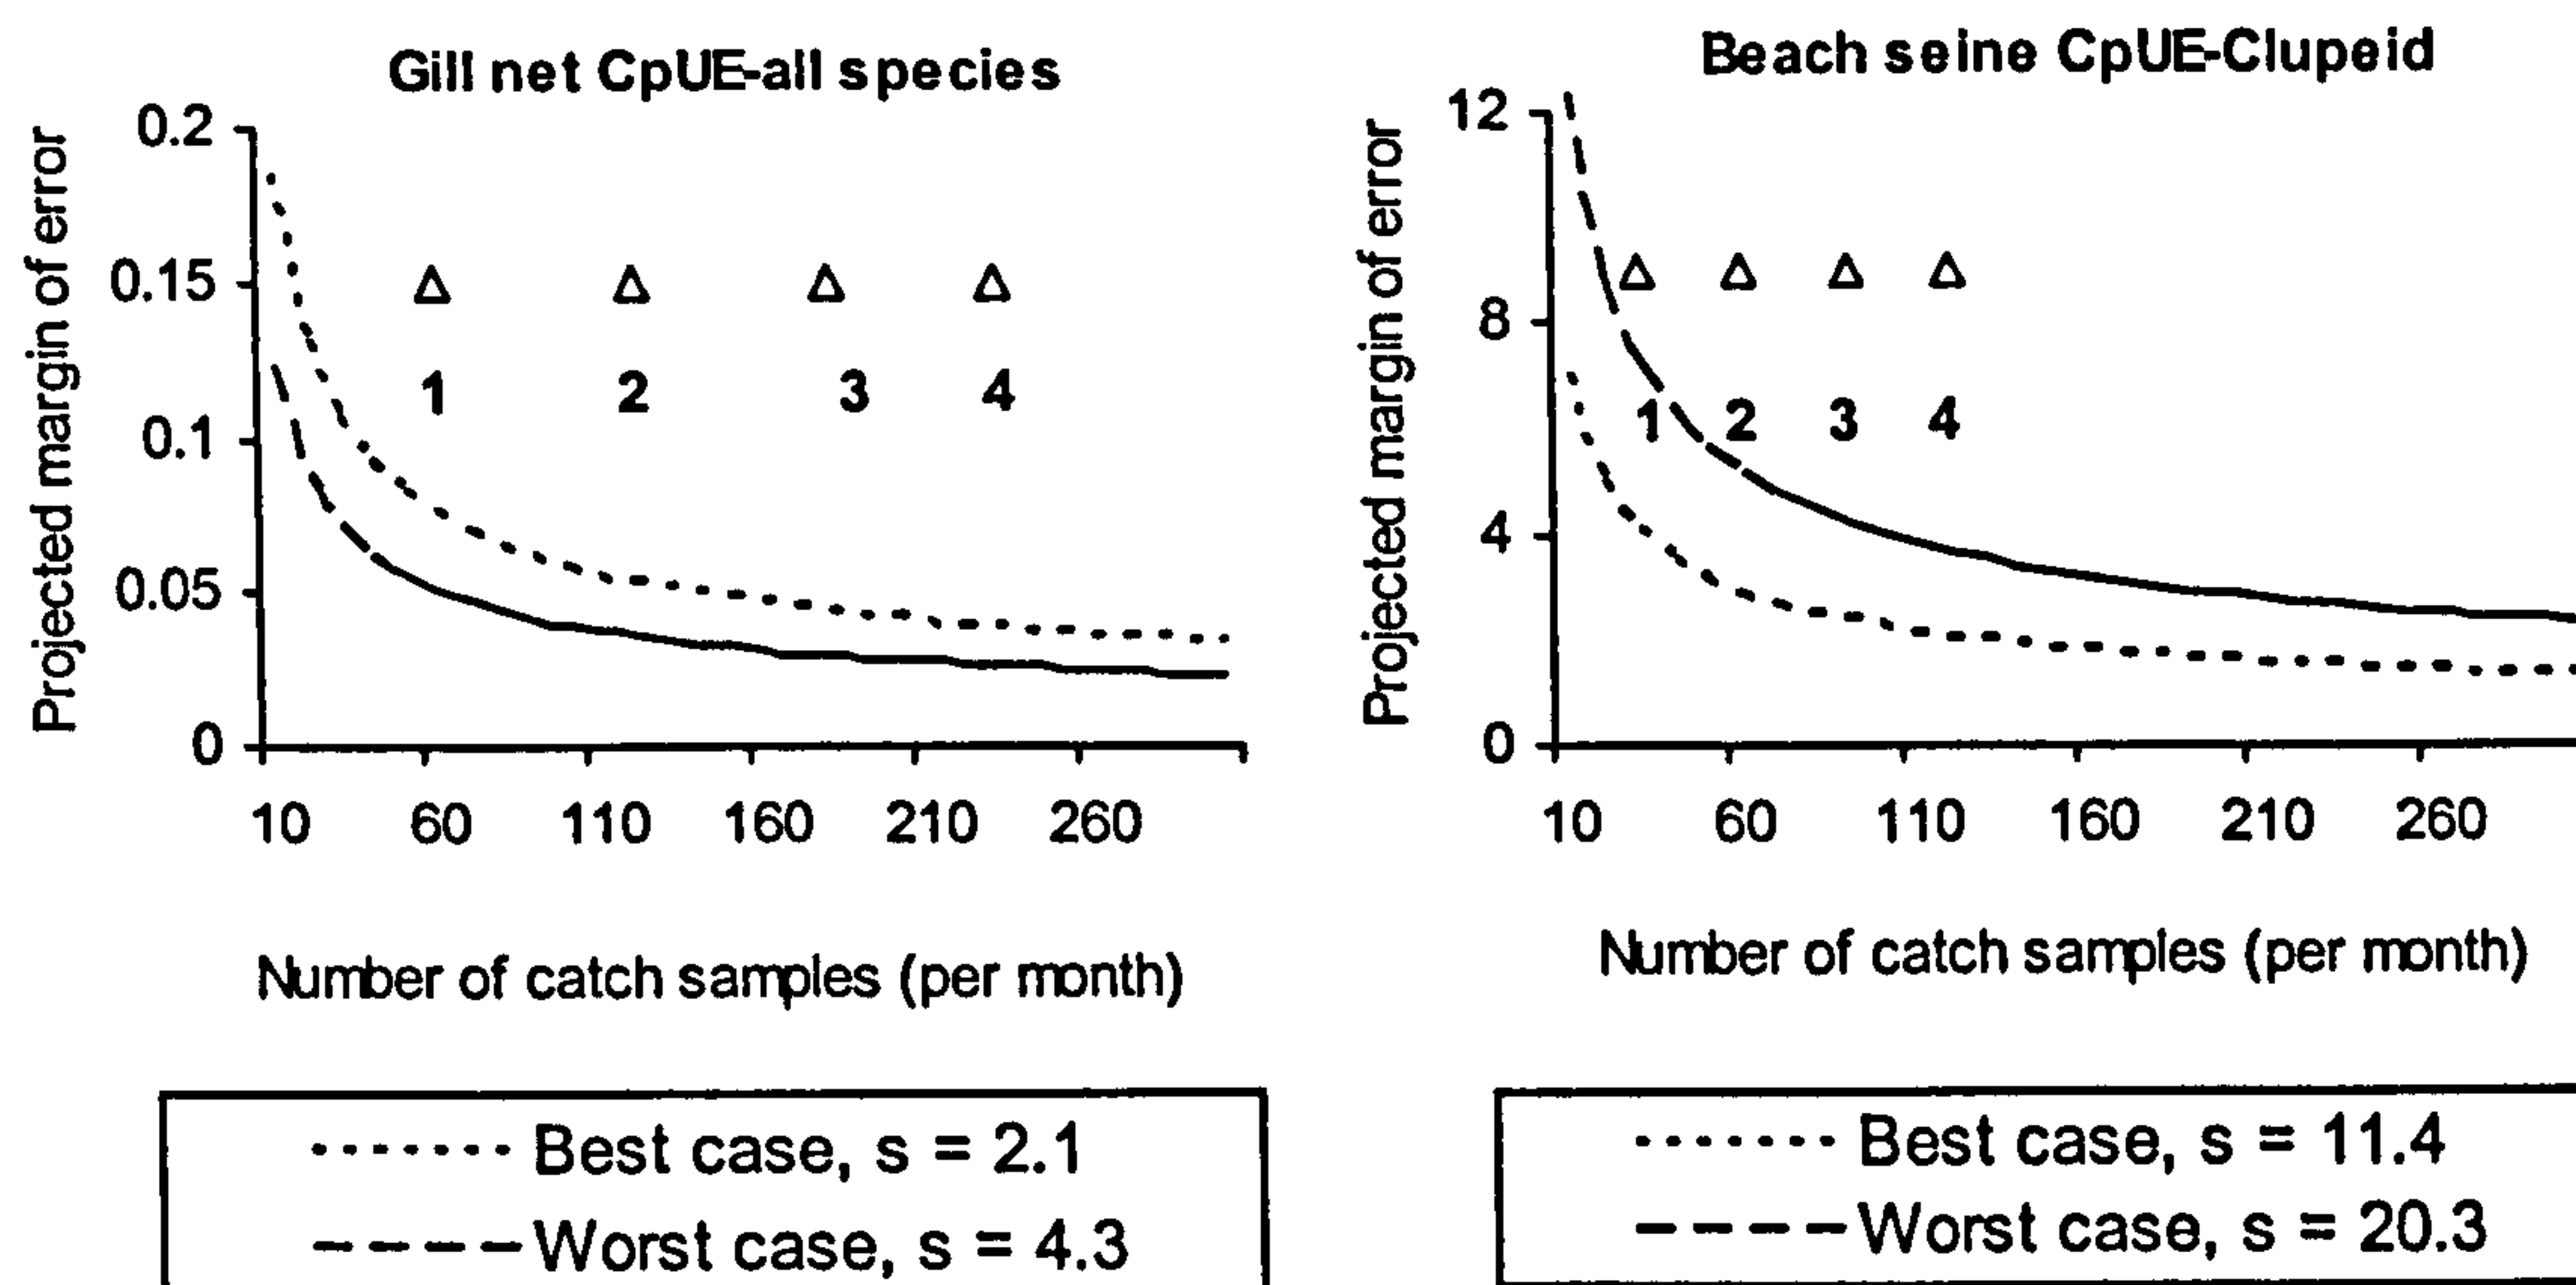 Gill net CpUE-all species
Projected margin of error
0.2
0.15
0.1
0.05
0
1 2 3 4
10 60 110 160 210 260
Number of catch samples (per month)
Best case, s = 2.1
Worst case, s = 4.3
Beach seine CpUE-Clupeid
Projected margin of error
12
8
4
0
1 2 3 4
10 60 110 160 210 260
Number of catch samples (per month)
Best case, s = 11.4
Worst case, s = 20.3